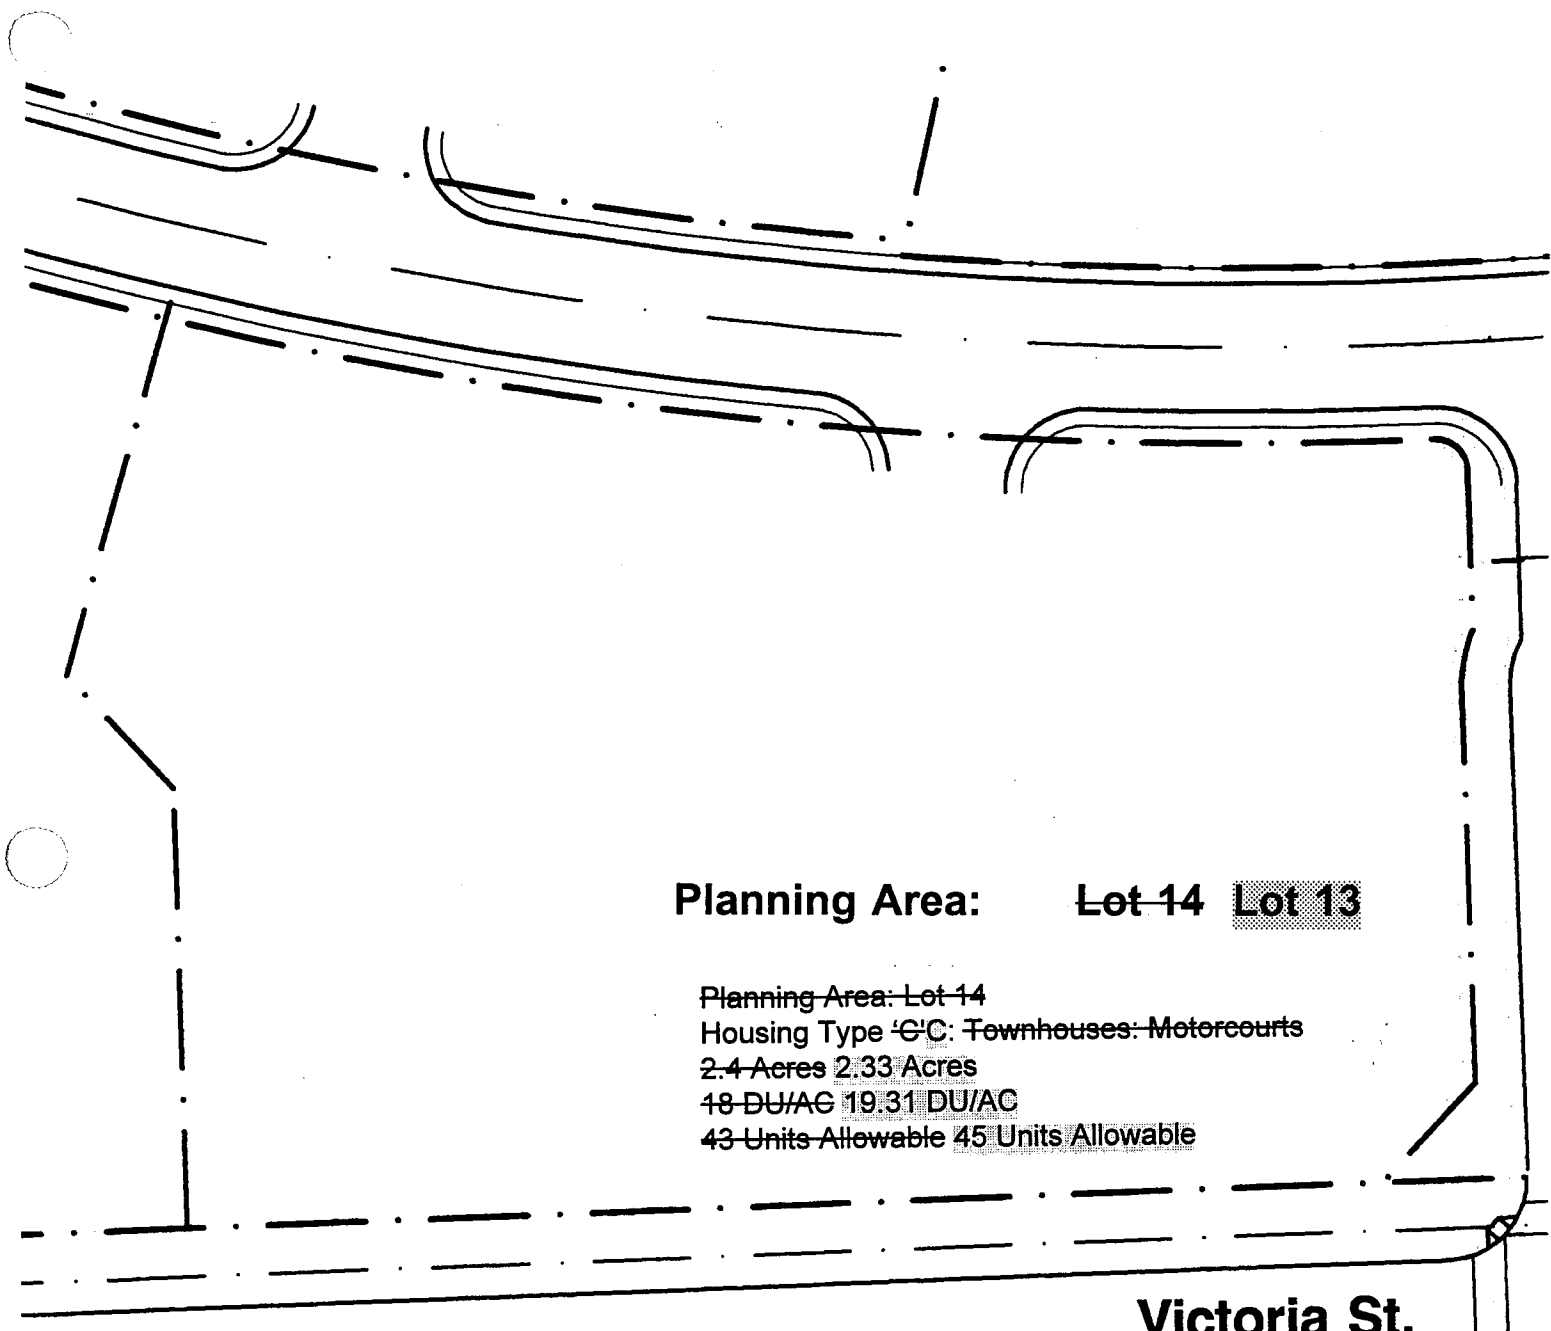 Planning Area: Lot 14 Lot 13
Planning Area: Lot 14
Housing Type 'C'C: Townhouses: Motorcourts
2.4 Acres 2.33 Acres
18 DU/AC 19.31 DU/AC
43 Units Allowable 45 Units Allowable
Victoria St.